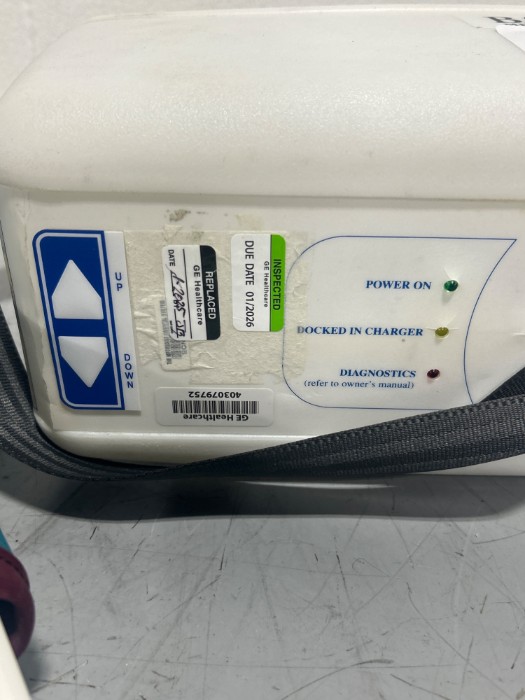 UP
DOWN
REPLACED
GE Healthcare
DATE
INSPECTED
GE Healthcare
DUE DATE 01/2026
POWER ON
DOCKED IN CHARGER
DIAGNOSTICS
(refer to owner's manual)
GE Healthcare
403079752